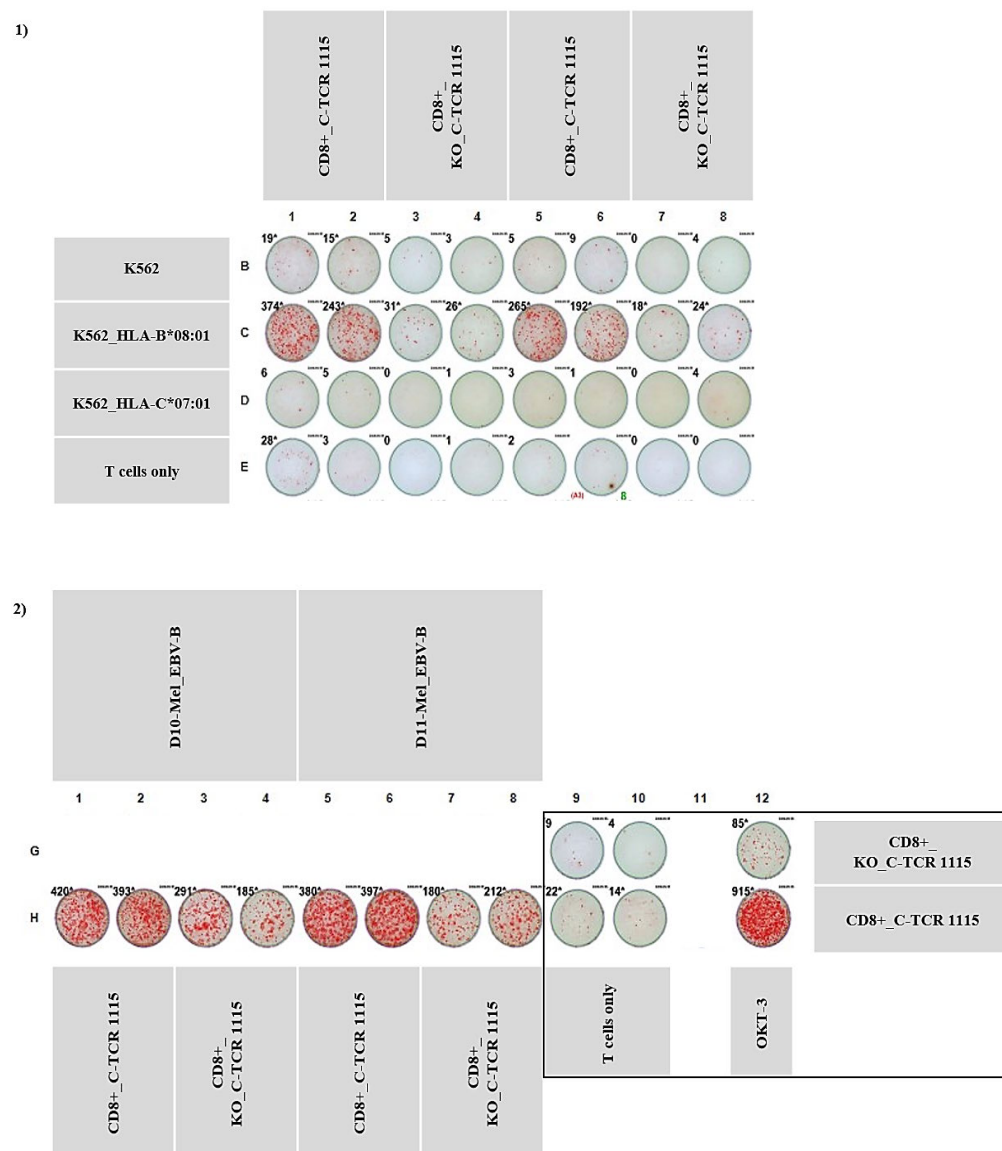 1)
CD8+_C-TCR 1115
CD8+_
KO_C-TCR 1115
CD8+_C-TCR 1115
CD8+_
KO_C-TCR 1115
1 2 3 4 5 6 7 8
K562
B
19* 15* 5 3 5 9 0 4
K562_HLA-B*08:01
C
374* 243* 31* 26* 265* 192* 18* 24*
K562_HLA-C*07:01
D
6 5 0 1 3 1 0 4
T cells only
E
28* 3 0 1 2 0 0
(A3) B
2)
D10-Mel_EBV-B
D11-Mel_EBV-B
1 2 3 4 5 6 7 8 9 10 11 12
G
9 4 85*
CD8+_
KO_C-TCR 1115
H
420* 393* 291* 185* 380* 397* 180* 212* 22* 14* 915*
CD8+_C-TCR 1115
CD8+_C-TCR 1115
CD8+_
KO_C-TCR 1115
CD8+_C-TCR 1115
CD8+_
KO_C-TCR 1115
T cells only
OKT-3